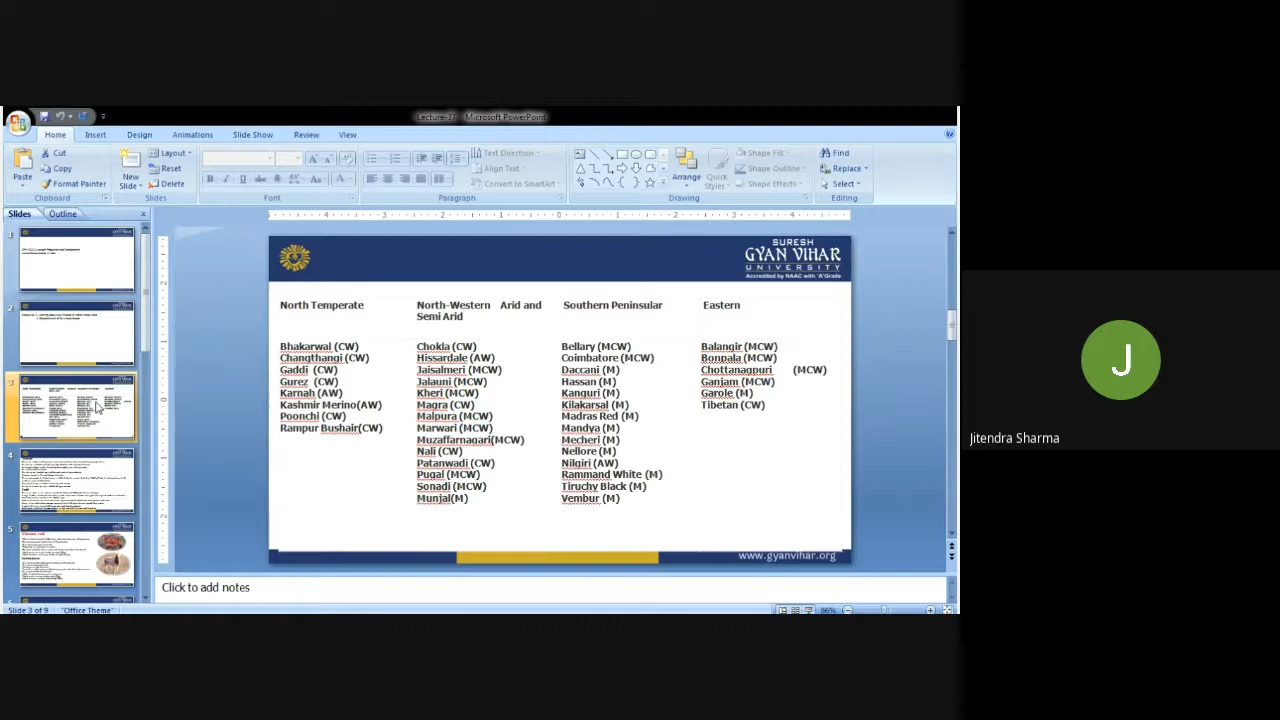 Lecture-37 Microsoft PowerPoint
Home Insert Design Animations Slide Show Review View
Paste Cut Copy Format Painter
Clipboard
New Slide Layout Reset Delete
Slides
Font
Text Direction Align Text Convert to SmartArt
Paragraph
Arrange Quick Styles Shape Fill Shape Outline Shape Effects
Drawing
Find Replace Select
Editing
Slides Outline
SURESH
GYAN VIHAR
UNIVERSITY
Accredited by NAAC with 'A' Grade
North Temperate
Bhakarwal (CW)
Changthangi (CW)
Gaddi (CW)
Gurez (CW)
Karnah (AW)
Kashmir Merino(AW)
Poonchi (CW)
Rampur Bushair(CW)
North-Western Arid and
Semi Arid
Chokla (CW)
Hissardale (AW)
Jaisalmeri (MCW)
Jalauni (MCW)
Kheri (MCW)
Magra (CW)
Malpura (MCW)
Marwari (MCW)
Muzaffarnagari(MCW)
Nali (CW)
Patanwadi (CW)
Pugal (MCW)
Sonadi (MCW)
Munjal(M)
Southern Peninsular
Bellary (MCW)
Coimbatore (MCW)
Daccani (M)
Hassan (M)
Kanguri (M)
Kilakarsal (M)
Madras Red (M)
Mandya (M)
Mecheri (M)
Nellore (M)
Nilgiri (AW)
Ramnand White (M)
Tiruchy Black (M)
Vembur (M)
Eastern
Balangir (MCW)
Bonpala (MCW)
Chottanagpuri (MCW)
Ganjam (MCW)
Garole (M)
Tibetan (CW)
www.gyanvihar.org
Click to add notes
Slide 3 of 9 "Office Theme" 86%
J
Jitendra Sharma